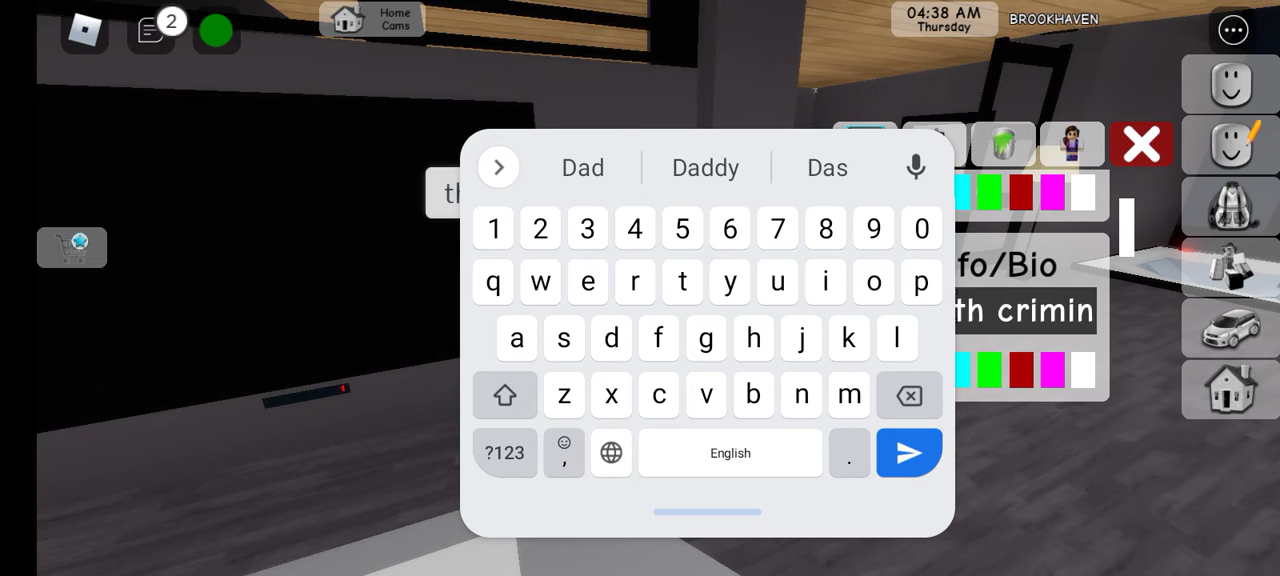 2
Home
Cams
04:38 AM
Thursday
BROOKHAVEN
Dad Daddy Das
th
1 2 3 4 5 6 7 8 9 0
q w e r t y u i o p
a s d f g h j k l
z x c v b n m
?123 , English .
fo/Bio
th crimin